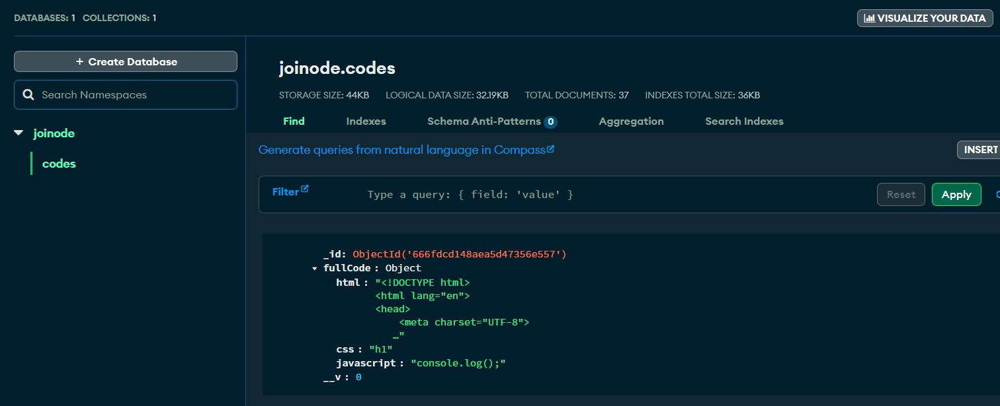 DATABASES: 1 COLLECTIONS: 1
VISUALIZE YOUR DATA
+ Create Database
Search Namespaces
joinode
codes
joinode.codes
STORAGE SIZE: 44KB LOGICAL DATA SIZE: 32.19KB TOTAL DOCUMENTS: 37 INDEXES TOTAL SIZE: 36KB
Find Indexes Schema Anti-Patterns 0 Aggregation Search Indexes
Generate queries from natural language in Compass
INSERT
Filter Type a query: { field: 'value' } Reset Apply
_id: ObjectId('666fdcd148aea5d47356e557')
fullCode : Object
html : "<!DOCTYPE html>
<html lang="en">
<head>
<meta charset="UTF-8">
…"
css : "h1"
javascript : "console.log();"
__v : 0